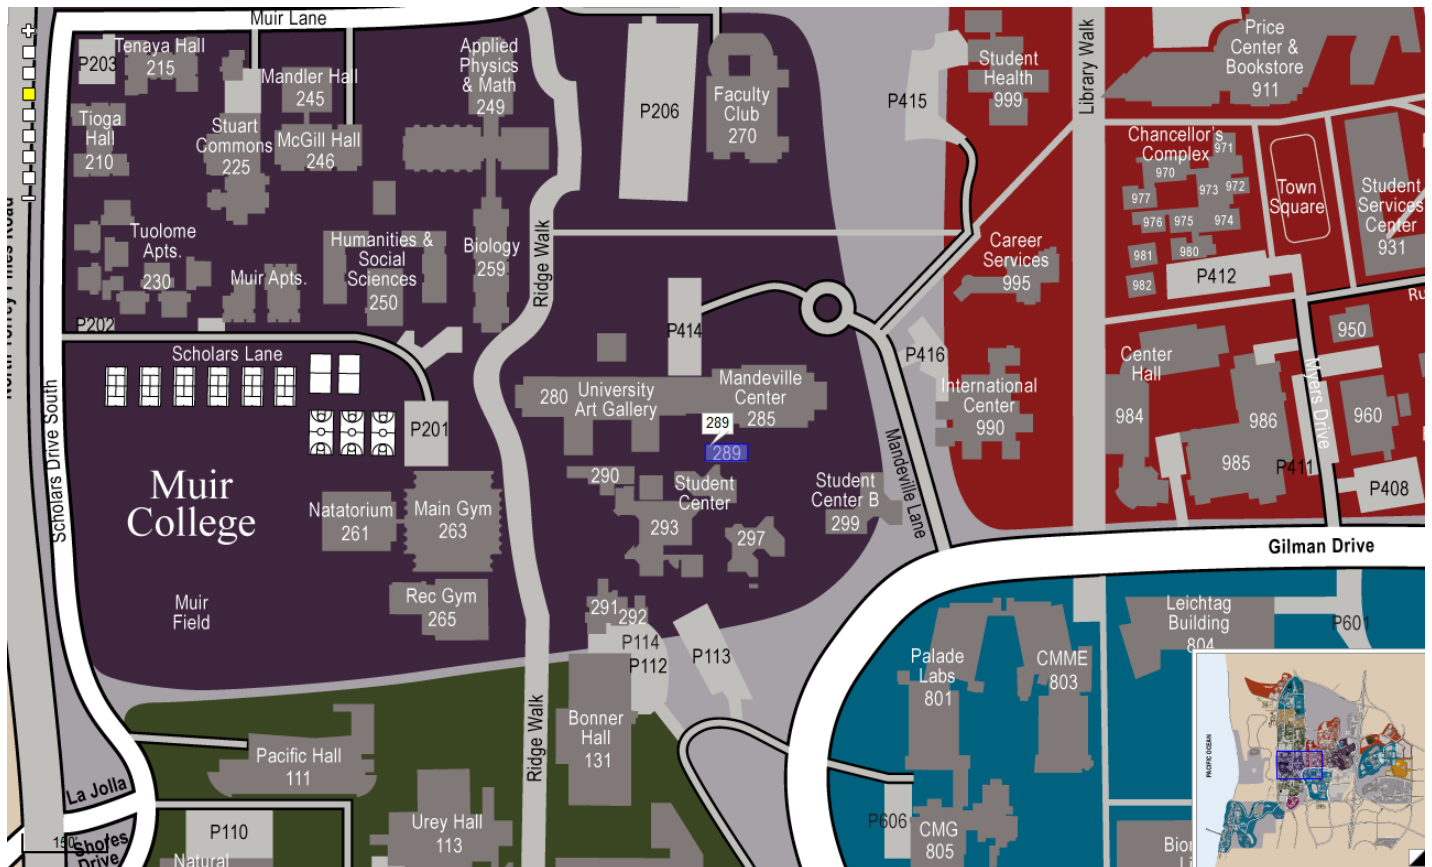 Muir Lane
P203
Tenaya Hall
215
Mandler Hall
245
Tioga
Hall
210
Stuart
Commons
225
McGill Hall
246
Applied
Physics
& Math
249
P206
Faculty
Club
270
P415
Student
Health
999
Library Walk
Price
Center &
Bookstore
911
Chancellor's
Complex
971
970
977
973
972
976
975
974
981
980
982
Town
Square
Student
Services
Center
931
P412
Tuolome
Apts.
230
Muir Apts.
Humanities &
Social
Sciences
250
Biology
259
Ridge Walk
Career
Services
995
P202
Scholars Lane
P414
P416
950
Center
Hall
Myers Drive
Scholars Drive South
P201
280
University
Art Gallery
Mandeville
Center
285
289
289
International
Center
990
984
986
985
960
P411
P408
Muir
College
Natatorium
261
Main Gym
263
290
Student
Center
293
297
Student
Center B
299
Mandeville Lane
Gilman Drive
Muir
Field
Rec Gym
265
291
292
P114
P112
P113
Palade
Labs
801
CMME
803
Leichtag
Building
804
P601
Ridge Walk
Bonner
Hall
131
Pacific Hall
111
La Jolla
Shores
Drive
150'
P110
Natural
Urey Hall
113
P606
CMG
805
PACIFIC OCEAN